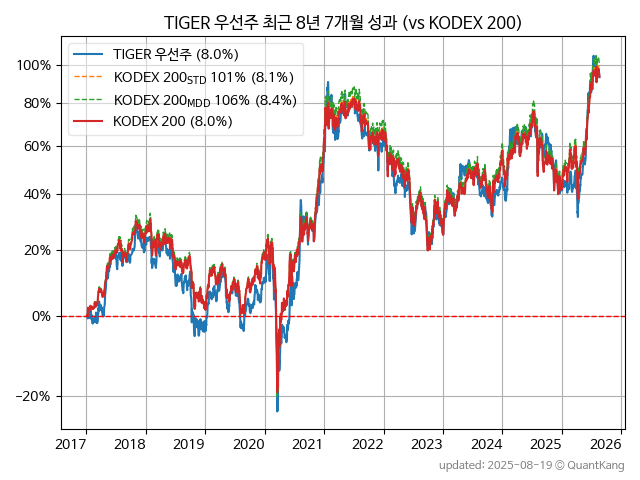 TIGER 우선주 최근 8년 7개월 성과 (vs KODEX 200)
TIGER 우선주 (8.0%)
KODEX 200STD 101% (8.1%)
KODEX 200MDD 106% (8.4%)
KODEX 200 (8.0%)
100%
80%
60%
40%
20%
0%
−20%
2017 2018 2019 2020 2021 2022 2023 2024 2025 2026
updated: 2025-08-19 ⓒ QuantKang